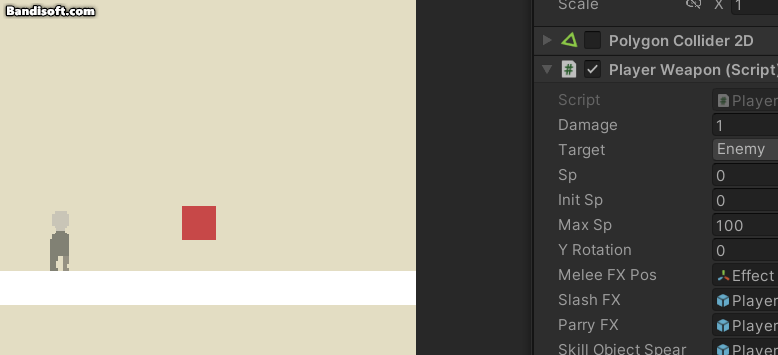 Bandisoft.com
Scale X 1
Polygon Collider 2D
# Player Weapon (Script)
Script # Player
Damage 1
Target Enemy
Sp 0
Init Sp 0
Max Sp 100
Y Rotation 0
Melee FX Pos Effect
Slash FX Player
Parry FX Player
Skill Object Spear Player